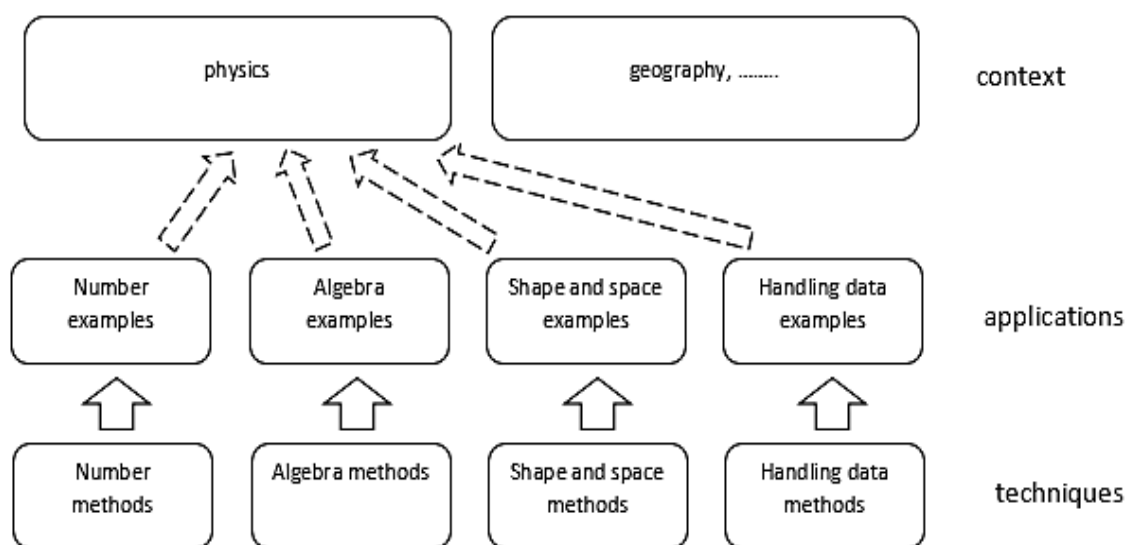 physics
geography, ........
context
Number
examples
Algebra
examples
Shape and space
examples
Handling data
examples
applications
Number
methods
Algebra methods
Shape and space
methods
Handling data
methods
techniques